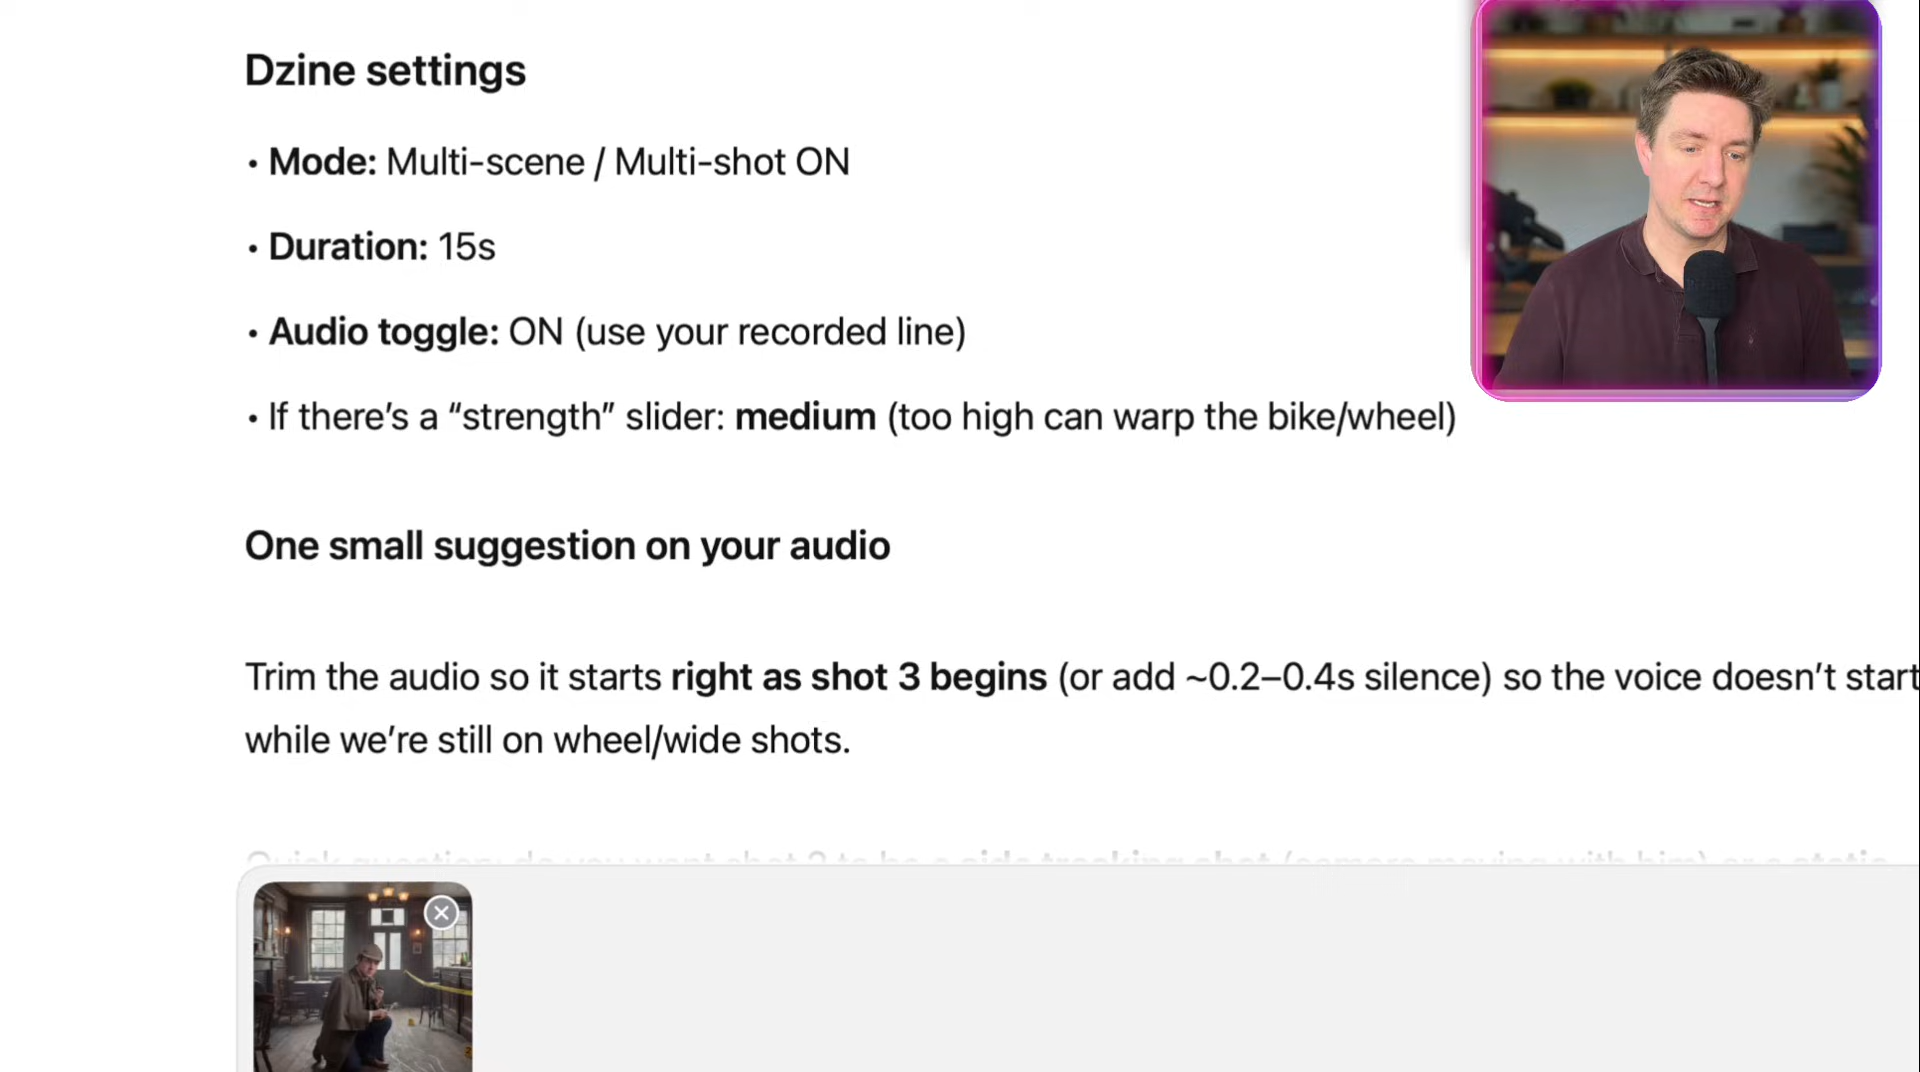 Dzine settings
• Mode: Multi-scene / Multi-shot ON
• Duration: 15s
• Audio toggle: ON (use your recorded line)
• If there’s a “strength” slider: medium (too high can warp the bike/wheel)
One small suggestion on your audio
Trim the audio so it starts right as shot 3 begins (or add ~0.2–0.4s silence) so the voice doesn’t start
while we’re still on wheel/wide shots.